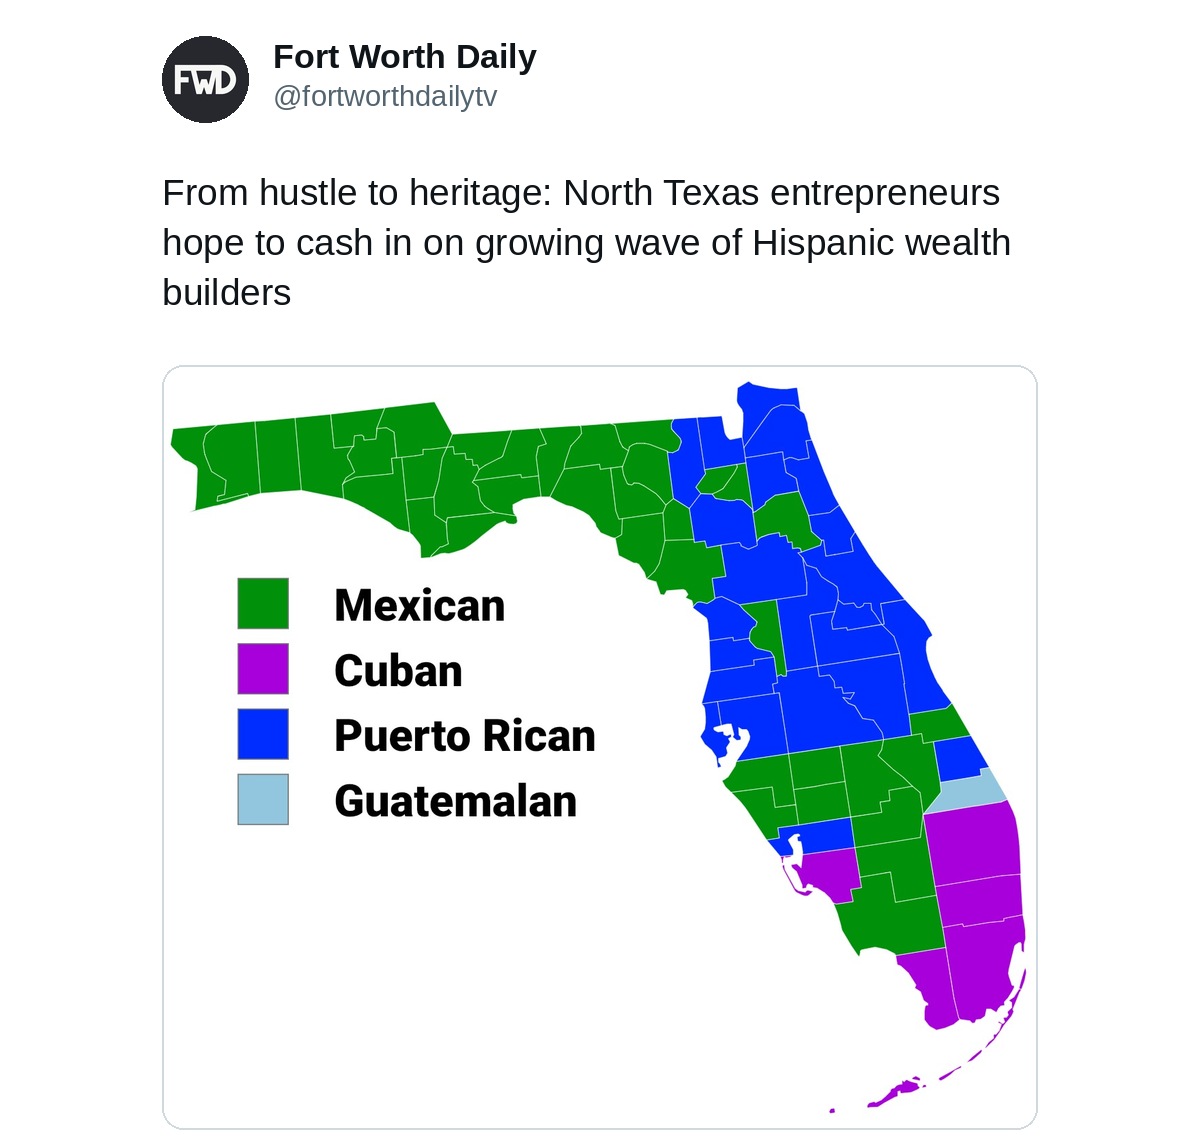 FWD
Fort Worth Daily
@fortworthdailytv
From hustle to heritage: North Texas entrepreneurs
hope to cash in on growing wave of Hispanic wealth
builders
Mexican
Cuban
Puerto Rican
Guatemalan